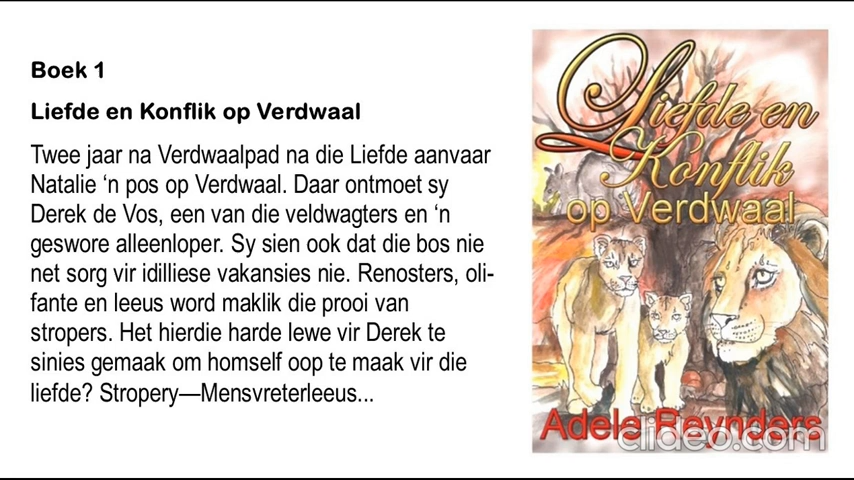 Boek 1
Liefde en Konflik op Verdwaal
Twee jaar na Verdwaalpad na die Liefde aanvaar
Natalie ‘n pos op Verdwaal. Daar ontmoet sy
Derek de Vos, een van die veldwagters en ‘n
geswore alleenloper. Sy sien ook dat die bos nie
net sorg vir idilliese vakansies nie. Renosters, oli-
fante en leeus word maklik die prooi van
stropers. Het hierdie harde lewe vir Derek te
sinies gemaak om homself oop te maak vir die
liefde? Stropery—Mensvreterleeus...
Liefde en
Konflik
op Verdwaal
Adele Reynders
clideo.com